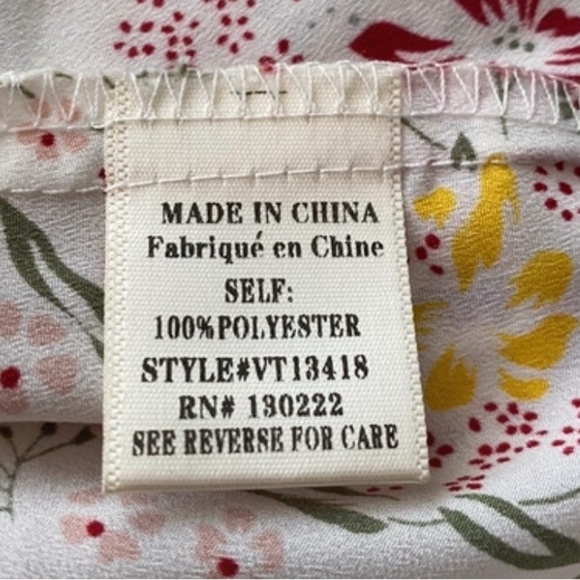 MADE IN CHINA
Fabriqué en Chine
SELF:
100%POLYESTER
STYLE#VT13418
RN# 130222
SEE REVERSE FOR CARE